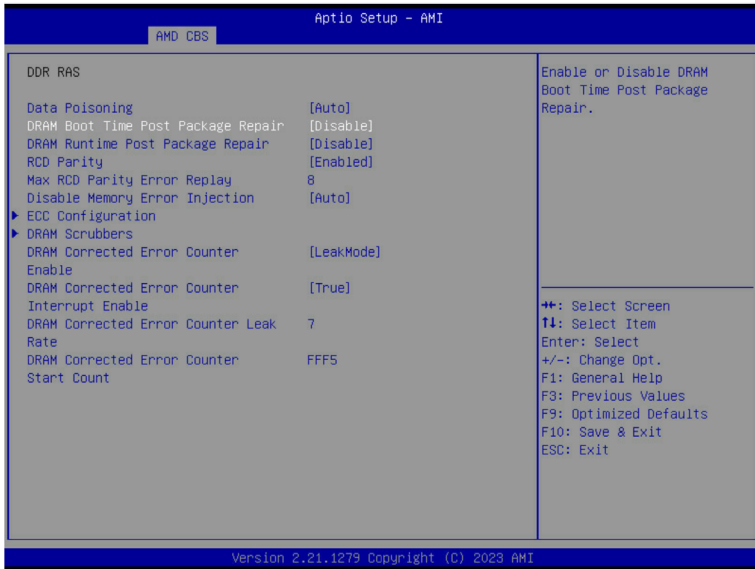 Aptio Setup – AMI
AMD CBS
DDR RAS
Data Poisoning [Auto]
DRAM Boot Time Post Package Repair [Disable]
DRAM Runtime Post Package Repair [Disable]
RCD Parity [Enabled]
Max RCD Parity Error Replay 8
Disable Memory Error Injection [Auto]
ECC Configuration
DRAM Scrubbers
DRAM Corrected Error Counter [LeakMode]
Enable
DRAM Corrected Error Counter [True]
Interrupt Enable
DRAM Corrected Error Counter Leak 7
Rate
DRAM Corrected Error Counter FFF5
Start Count
Enable or Disable DRAM
Boot Time Post Package
Repair.
→←: Select Screen
↑↓: Select Item
Enter: Select
+/-: Change Opt.
F1: General Help
F3: Previous Values
F9: Optimized Defaults
F10: Save & Exit
ESC: Exit
Version 2.21.1279 Copyright (C) 2023 AMI